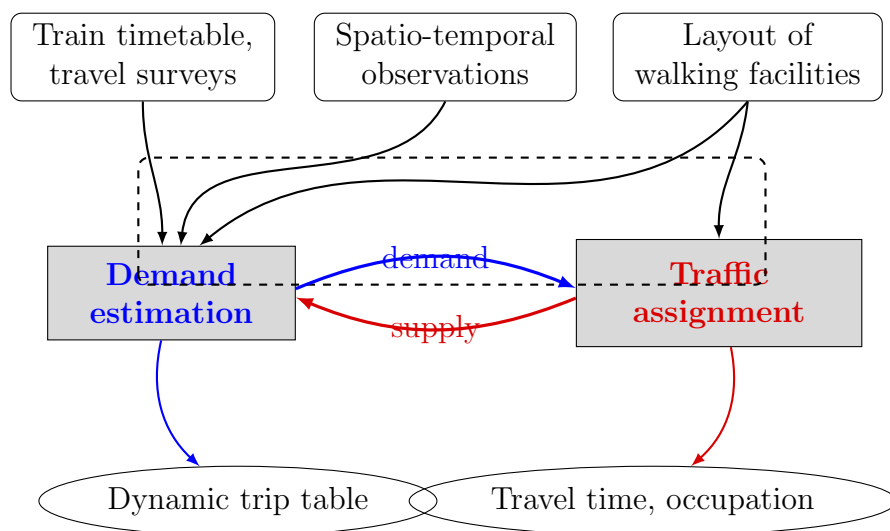 Train timetable,
travel surveys
Spatio-temporal
observations
Layout of
walking facilities
Demand
estimation
demand
supply
Traffic
assignment
Dynamic trip table
Travel time, occupation